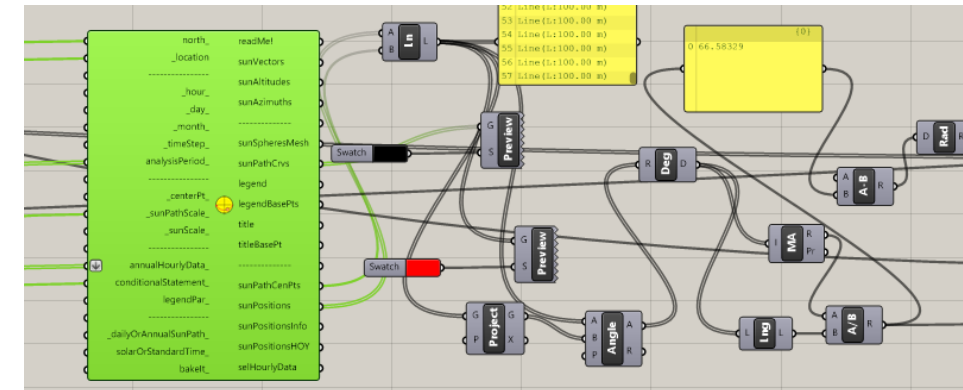 north_
_location
----------------
_hour_
_day_
_month_
_timeStep_
analysisPeriod_
----------------
_centerPt_
_sunPathScale_
_sunScale_
----------------
annualHourlyData_
conditionalStatement_
legendPar_
----------------
_dailyOrAnnualSunPath_
solarOrStandardTime_
bakeIt_
readMe!
sunVectors
sunAltitudes
sunAzimuths
--------------
sunSpheresMesh
sunPathCrvs
legend
legendBasePts
title
titleBasePt
--------------
sunPathCenPts
sunPositions
sunPositionsInfo
sunPositionsHOY
selHourlyData
A
B
Ln
L
52 Line(L:100.00 m)
53 Line(L:100.00 m)
54 Line(L:100.00 m)
55 Line(L:100.00 m)
56 Line(L:100.00 m)
57 Line(L:100.00 m)
{0}
0 66.58329
Swatch
G
S
Preview
Swatch
G
S
Preview
G
P
Project
G
X
A
B
P
Angle
A
R
R
Deg
D
A
B
A-B
R
D
Rad
R
I
MA
R
Pr
L
Lng
L
A
B
A/B
R